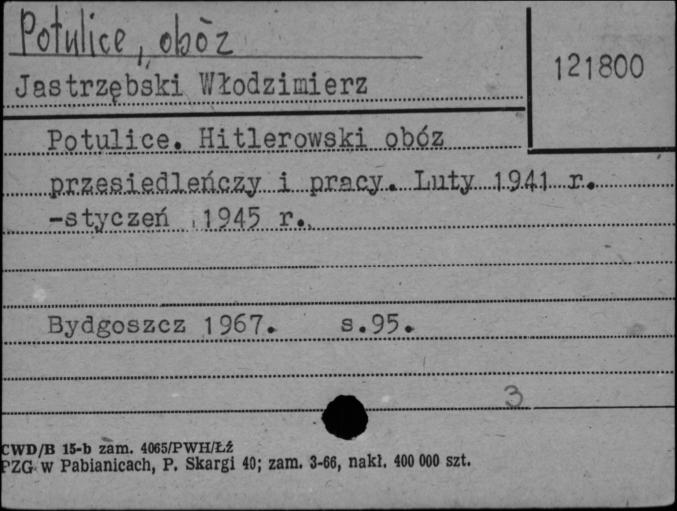 Potulice, obóz
121800
Jastrzębski Włodzimierz
Potulice. Hitlerowski obóz
przesiedleńczy i pracy. Luty 1941 r.
-styczeń 1945 r.
Bydgoszcz 1967. s.95.
3
CWD/B 15-b zam. 4065/PWH/Łź
PZG w Pabianicach, P. Skargi 40; zam. 3-66, nakł. 400 000 szt.